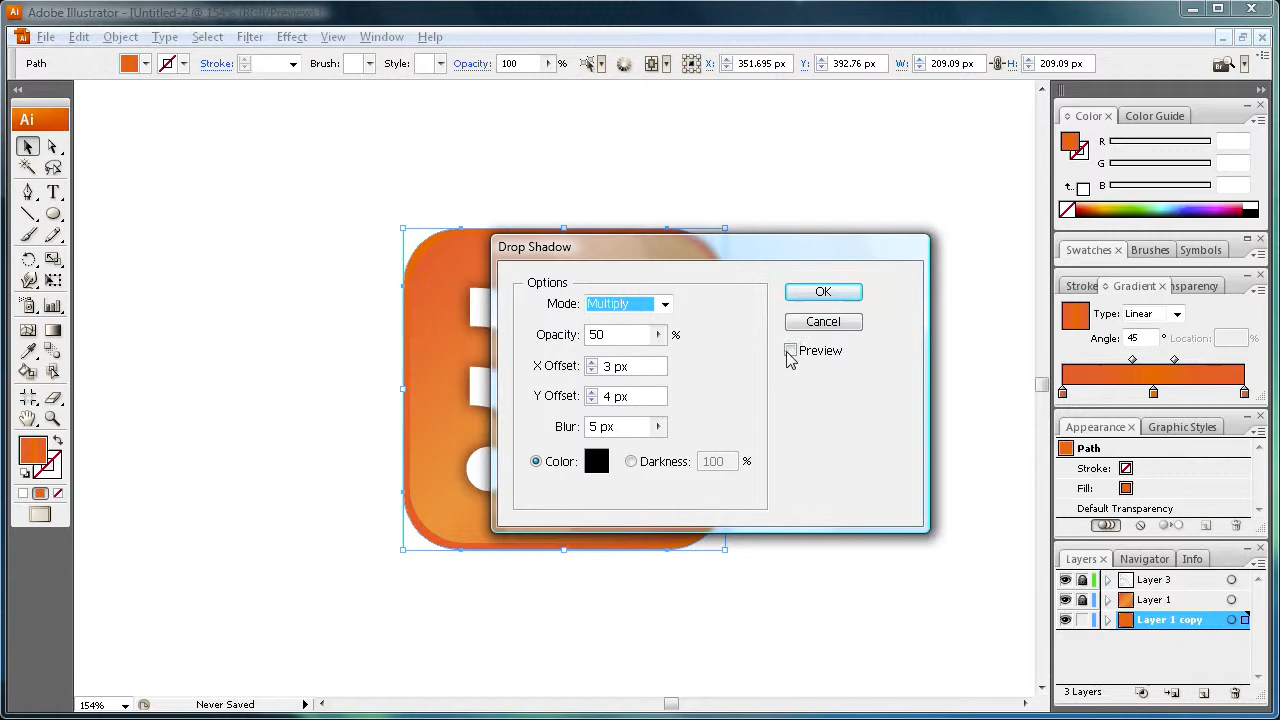 Adobe Illustrator - [Untitled-2 @ 154% (RGB/Preview)]
File Edit Object Type Select Filter Effect View Window Help
Path Stroke: Brush: Style: Opacity: 100 % X: 351.695 px Y: 392.76 px W: 209.09 px H: 209.09 px
Ai
Color × Color Guide
R
G
B
Swatches × Brushes Symbols
Stroke Gradient × nsparency
Type: Linear
Angle: 45 ° Location: %
Drop Shadow
Options
Mode: Multiply
Opacity: 50 %
X Offset: 3 px
Y Offset: 4 px
Blur: 5 px
Color: Darkness: 100 %
OK
Cancel
Preview
Appearance × Graphic Styles
Path
Stroke:
Fill:
Default Transparency
Layers × Navigator Info
Layer 3
Layer 1
Layer 1 copy
3 Layers
154% Never Saved